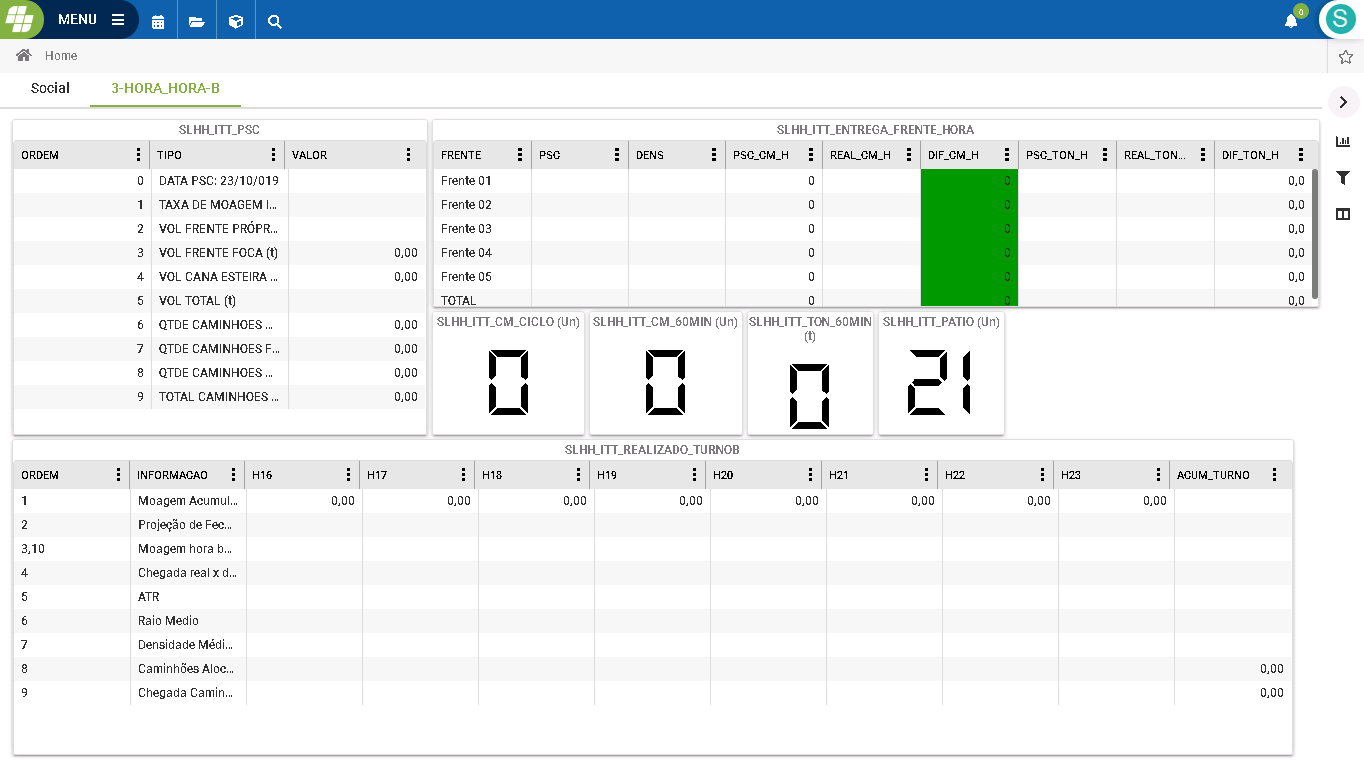 MENU
0
S
Home
Social 3-HORA_HORA-B
SLHH_ITT_PSC
ORDEM TIPO VALOR
0 DATA PSC: 23/10/019
1 TAXA DE MOAGEM I...
2 VOL FRENTE PRÓPR...
3 VOL FRENTE FOCA (t) 0,00
4 VOL CANA ESTEIRA ... 0,00
5 VOL TOTAL (t)
6 QTDE CAMINHOES ... 0,00
7 QTDE CAMINHOES F... 0,00
8 QTDE CAMINHOES ... 0,00
9 TOTAL CAMINHOES ... 0,00
SLHH_ITT_ENTREGA_FRENTE_HORA
FRENTE PSC DENS PSC_CM_H REAL_CM_H DIF_CM_H PSC_TON_H REAL_TON... DIF_TON_H
Frente 01 0 0 0,0
Frente 02 0 0 0,0
Frente 03 0 0 0,0
Frente 04 0 0 0,0
Frente 05 0 0 0,0
TOTAL 0 0 0,0
SLHH_ITT_CM_CICLO (Un)
0
SLHH_ITT_CM_60MIN (Un)
0
SLHH_ITT_TON_60MIN
(t)
0
SLHH_ITT_PATIO (Un)
21
SLHH_ITT_REALIZADO_TURNOB
ORDEM INFORMACAO H16 H17 H18 H19 H20 H21 H22 H23 ACUM_TURNO
1 Moagem Acumul... 0,00 0,00 0,00 0,00 0,00 0,00 0,00 0,00
2 Projeção de Fec...
3,10 Moagem hora b...
4 Chegada real x d...
5 ATR
6 Raio Medio
7 Densidade Médi...
8 Caminhões Aloc... 0,00
9 Chegada Camin... 0,00